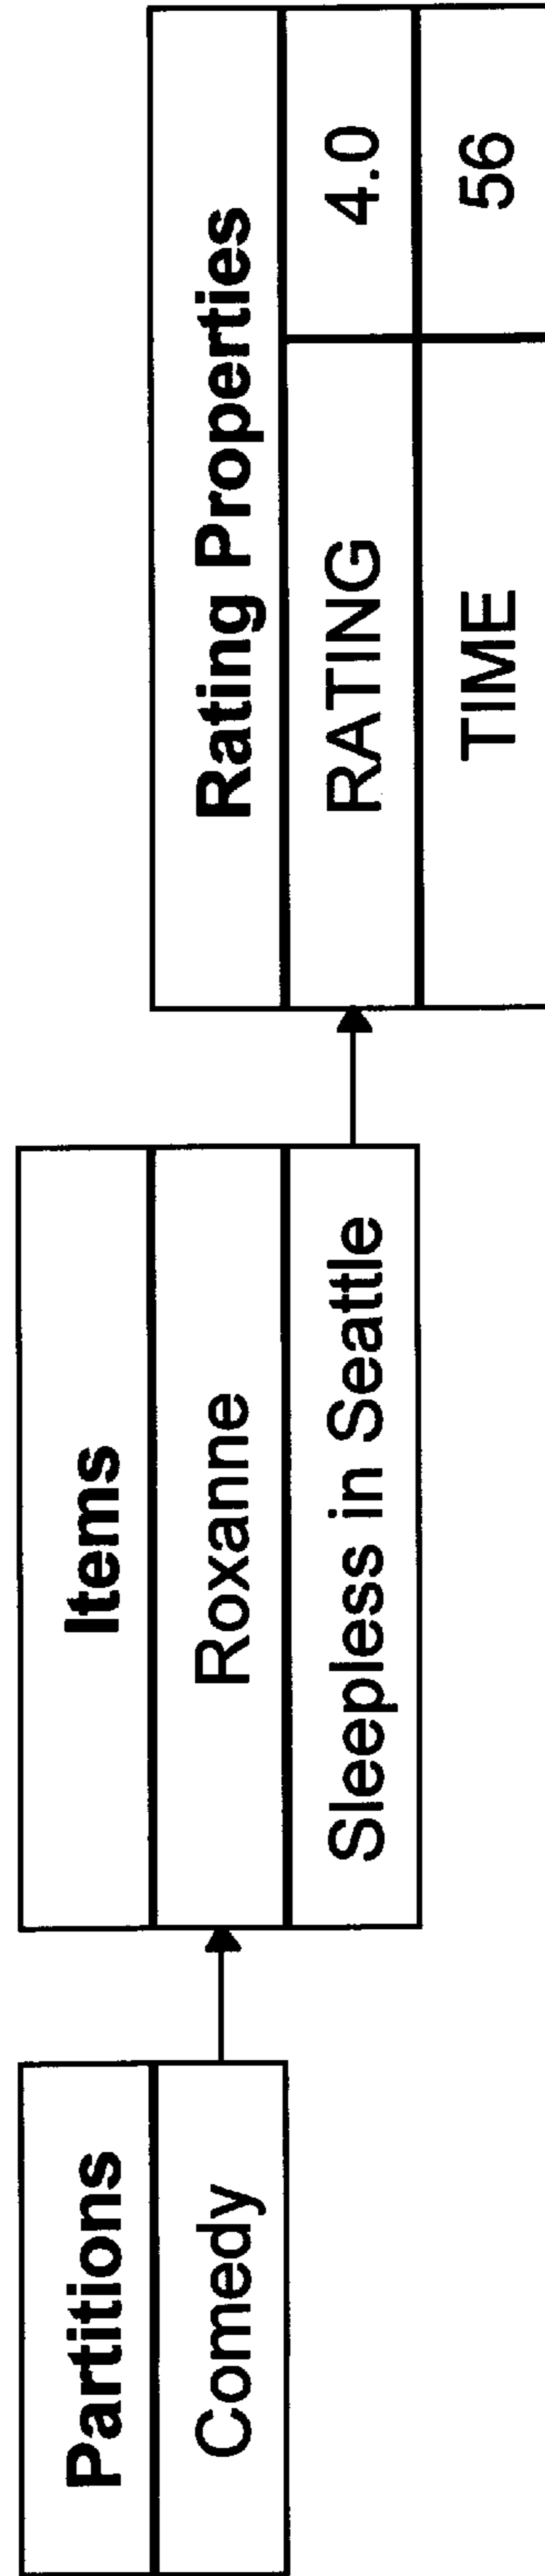 Partitions
Comedy
Items
Roxanne
Sleepless in Seattle
Rating Properties
RATING 4.0
TIME 56